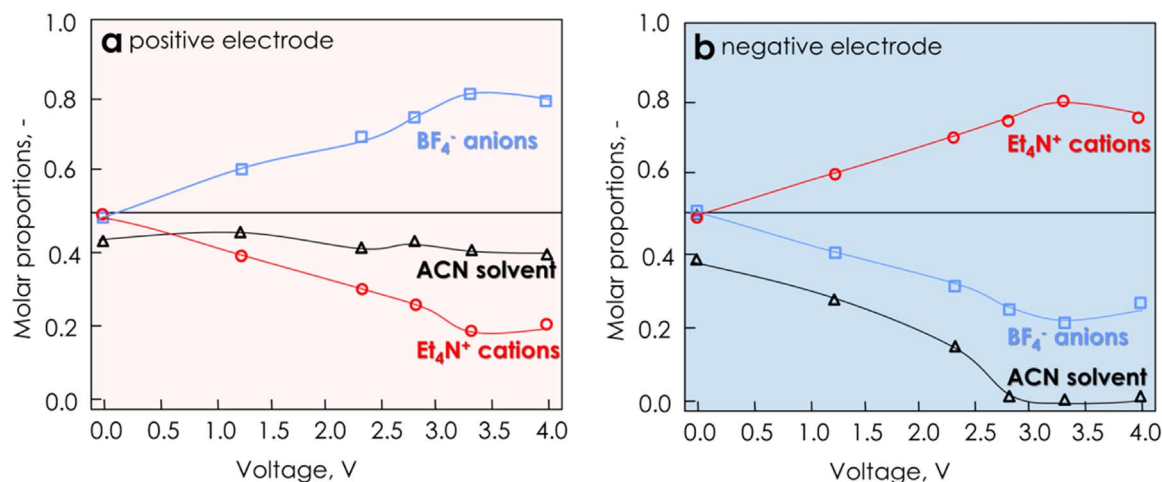 a positive electrode
1.0
0.8
0.6
0.4
0.2
0.0
Molar proportions, -
BF₄⁻ anions
ACN solvent
Et₄N⁺ cations
0.0 0.5 1.0 1.5 2.0 2.5 3.0 3.5 4.0
Voltage, V
b negative electrode
1.0
0.8
0.6
0.4
0.2
0.0
Molar proportions, -
Et₄N⁺ cations
BF₄⁻ anions
ACN solvent
0.0 0.5 1.0 1.5 2.0 2.5 3.0 3.5 4.0
Voltage, V